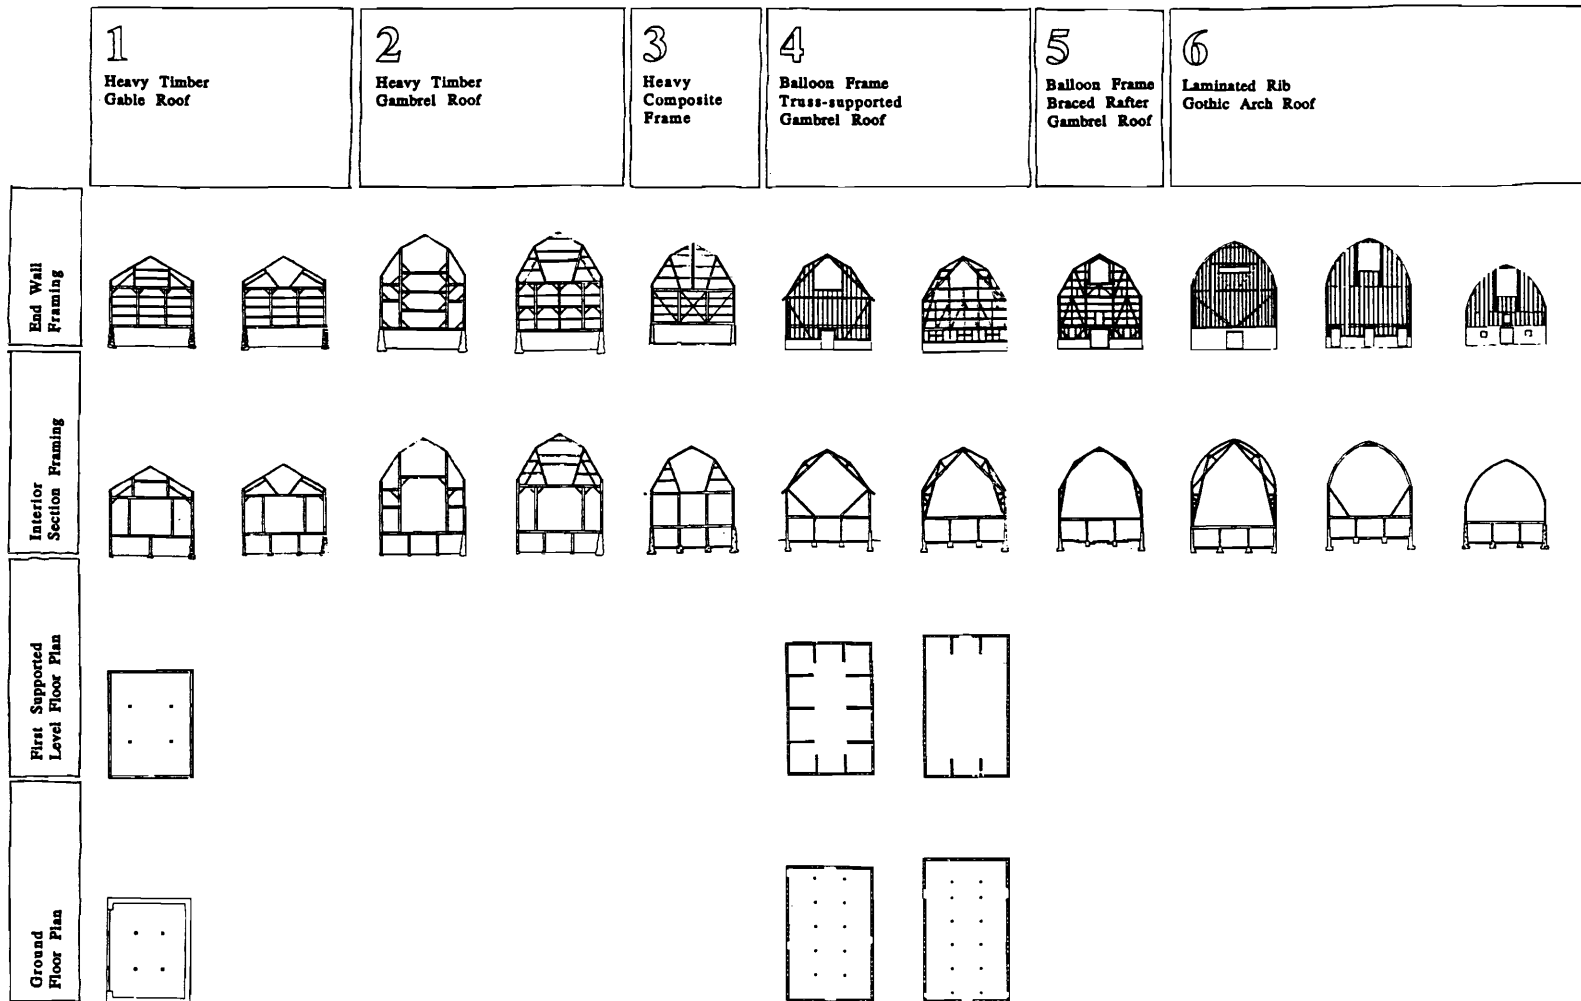 1
Heavy Timber
Gable Roof
2
Heavy Timber
Gambrel Roof
3
Heavy
Composite
Frame
4
Balloon Frame
Truss-supported
Gambrel Roof
5
Balloon Frame
Braced Rafter
Gambrel Roof
6
Laminated Rib
Gothic Arch Roof
End Wall
Framing
Interior
Section Framing
First Supported
Level Floor Plan
Ground
Floor Plan